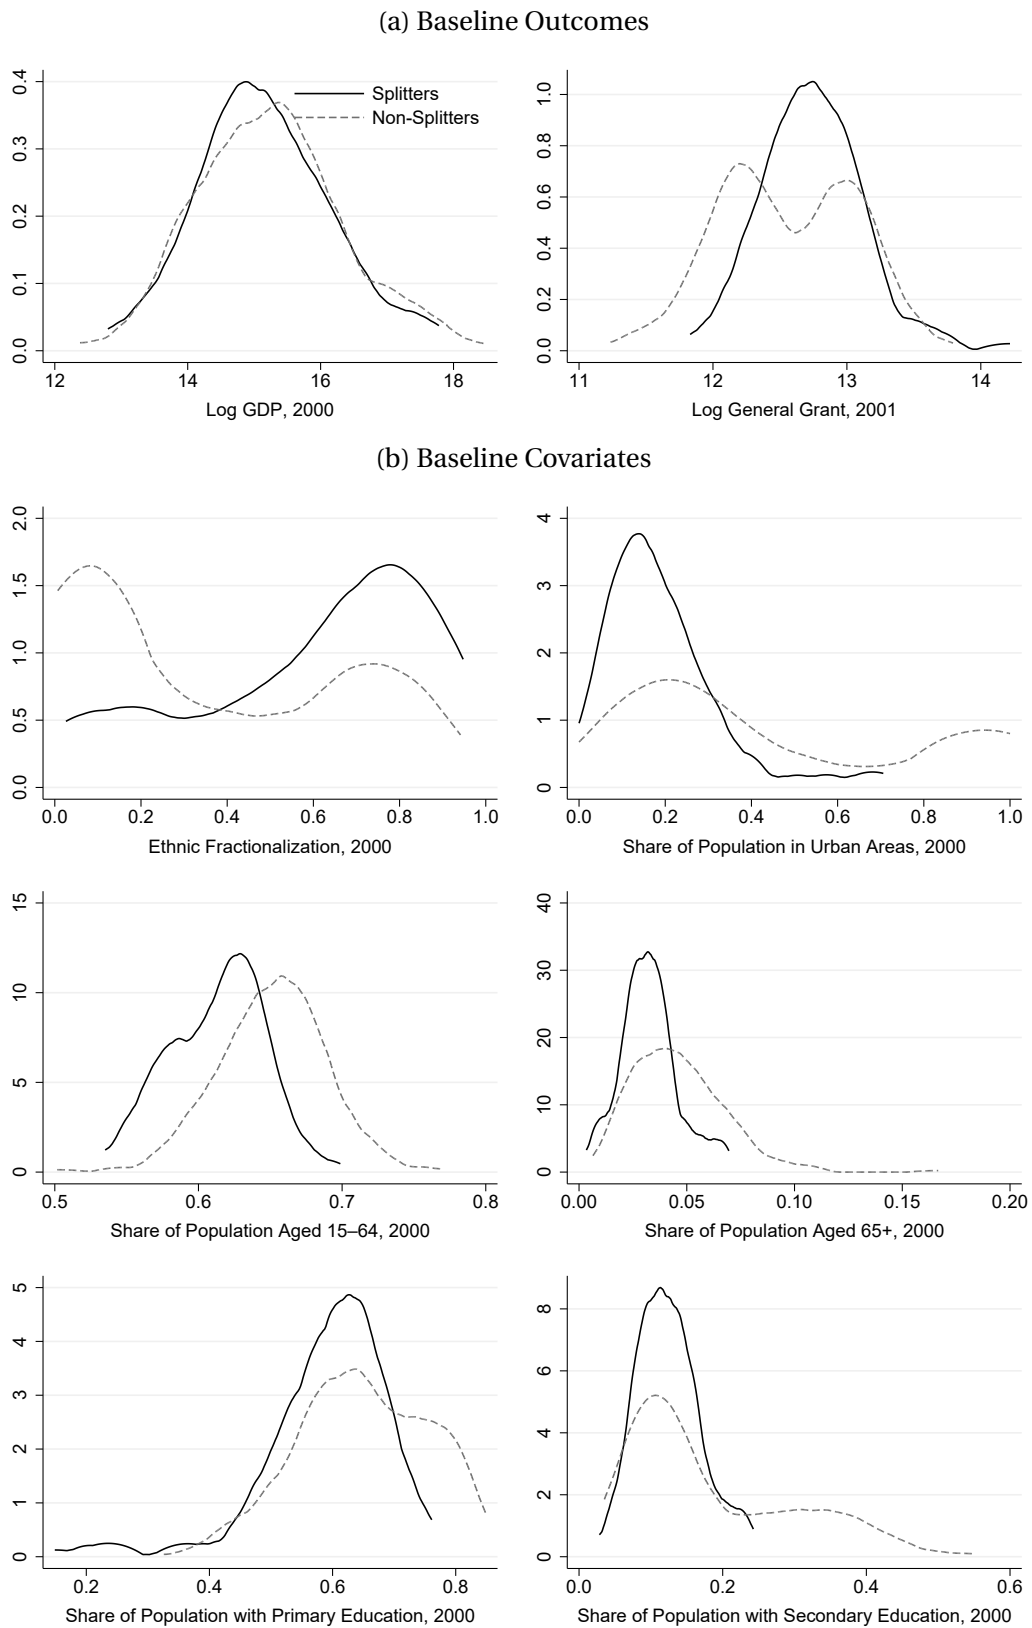 (a) Baseline Outcomes
0.0 0.1 0.2 0.3 0.4
Splitters
Non-Splitters
12 14 16 18
Log GDP, 2000
0.0 0.2 0.4 0.6 0.8 1.0
11 12 13 14
Log General Grant, 2001
(b) Baseline Covariates
0.0 0.5 1.0 1.5 2.0
0.0 0.2 0.4 0.6 0.8 1.0
Ethnic Fractionalization, 2000
0 1 2 3 4
0.0 0.2 0.4 0.6 0.8 1.0
Share of Population in Urban Areas, 2000
0 5 10 15
0.5 0.6 0.7 0.8
Share of Population Aged 15–64, 2000
0 10 20 30 40
0.00 0.05 0.10 0.15 0.20
Share of Population Aged 65+, 2000
0 1 2 3 4 5
0.2 0.4 0.6 0.8
Share of Population with Primary Education, 2000
0 2 4 6 8
0.0 0.2 0.4 0.6
Share of Population with Secondary Education, 2000